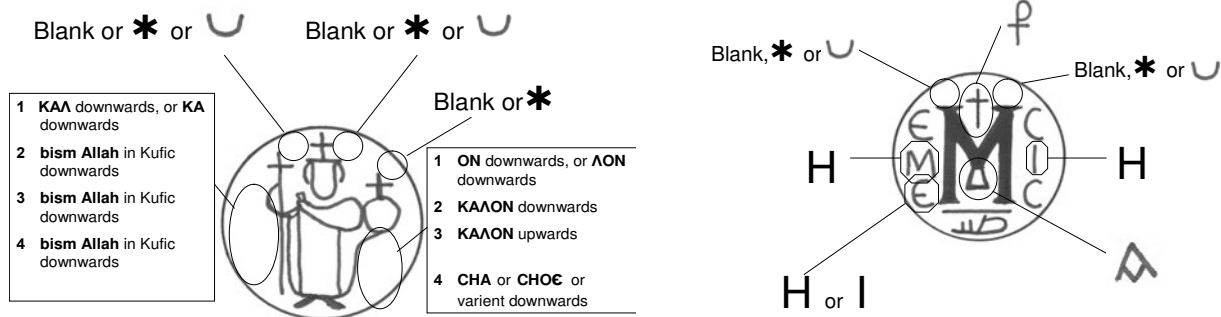 Blank or ✱ or ∪
Blank or ✱ or ∪
Blank or ✱
1 ΚΑΛ downwards, or ΚΑ
downwards
2 bism Allah in Kufic
downwards
3 bism Allah in Kufic
downwards
4 bism Allah in Kufic
downwards
1 ΟΝ downwards, or ΛΟΝ
downwards
2 ΚΑΛΟΝ downwards
3 ΚΑΛΟΝ upwards
4 CHA or CHOЄ or
varient downwards
Blank, ✱ or ∪
Blank, ✱ or ∪
Є
M
Є
M
C
I
C
H
H
H or I